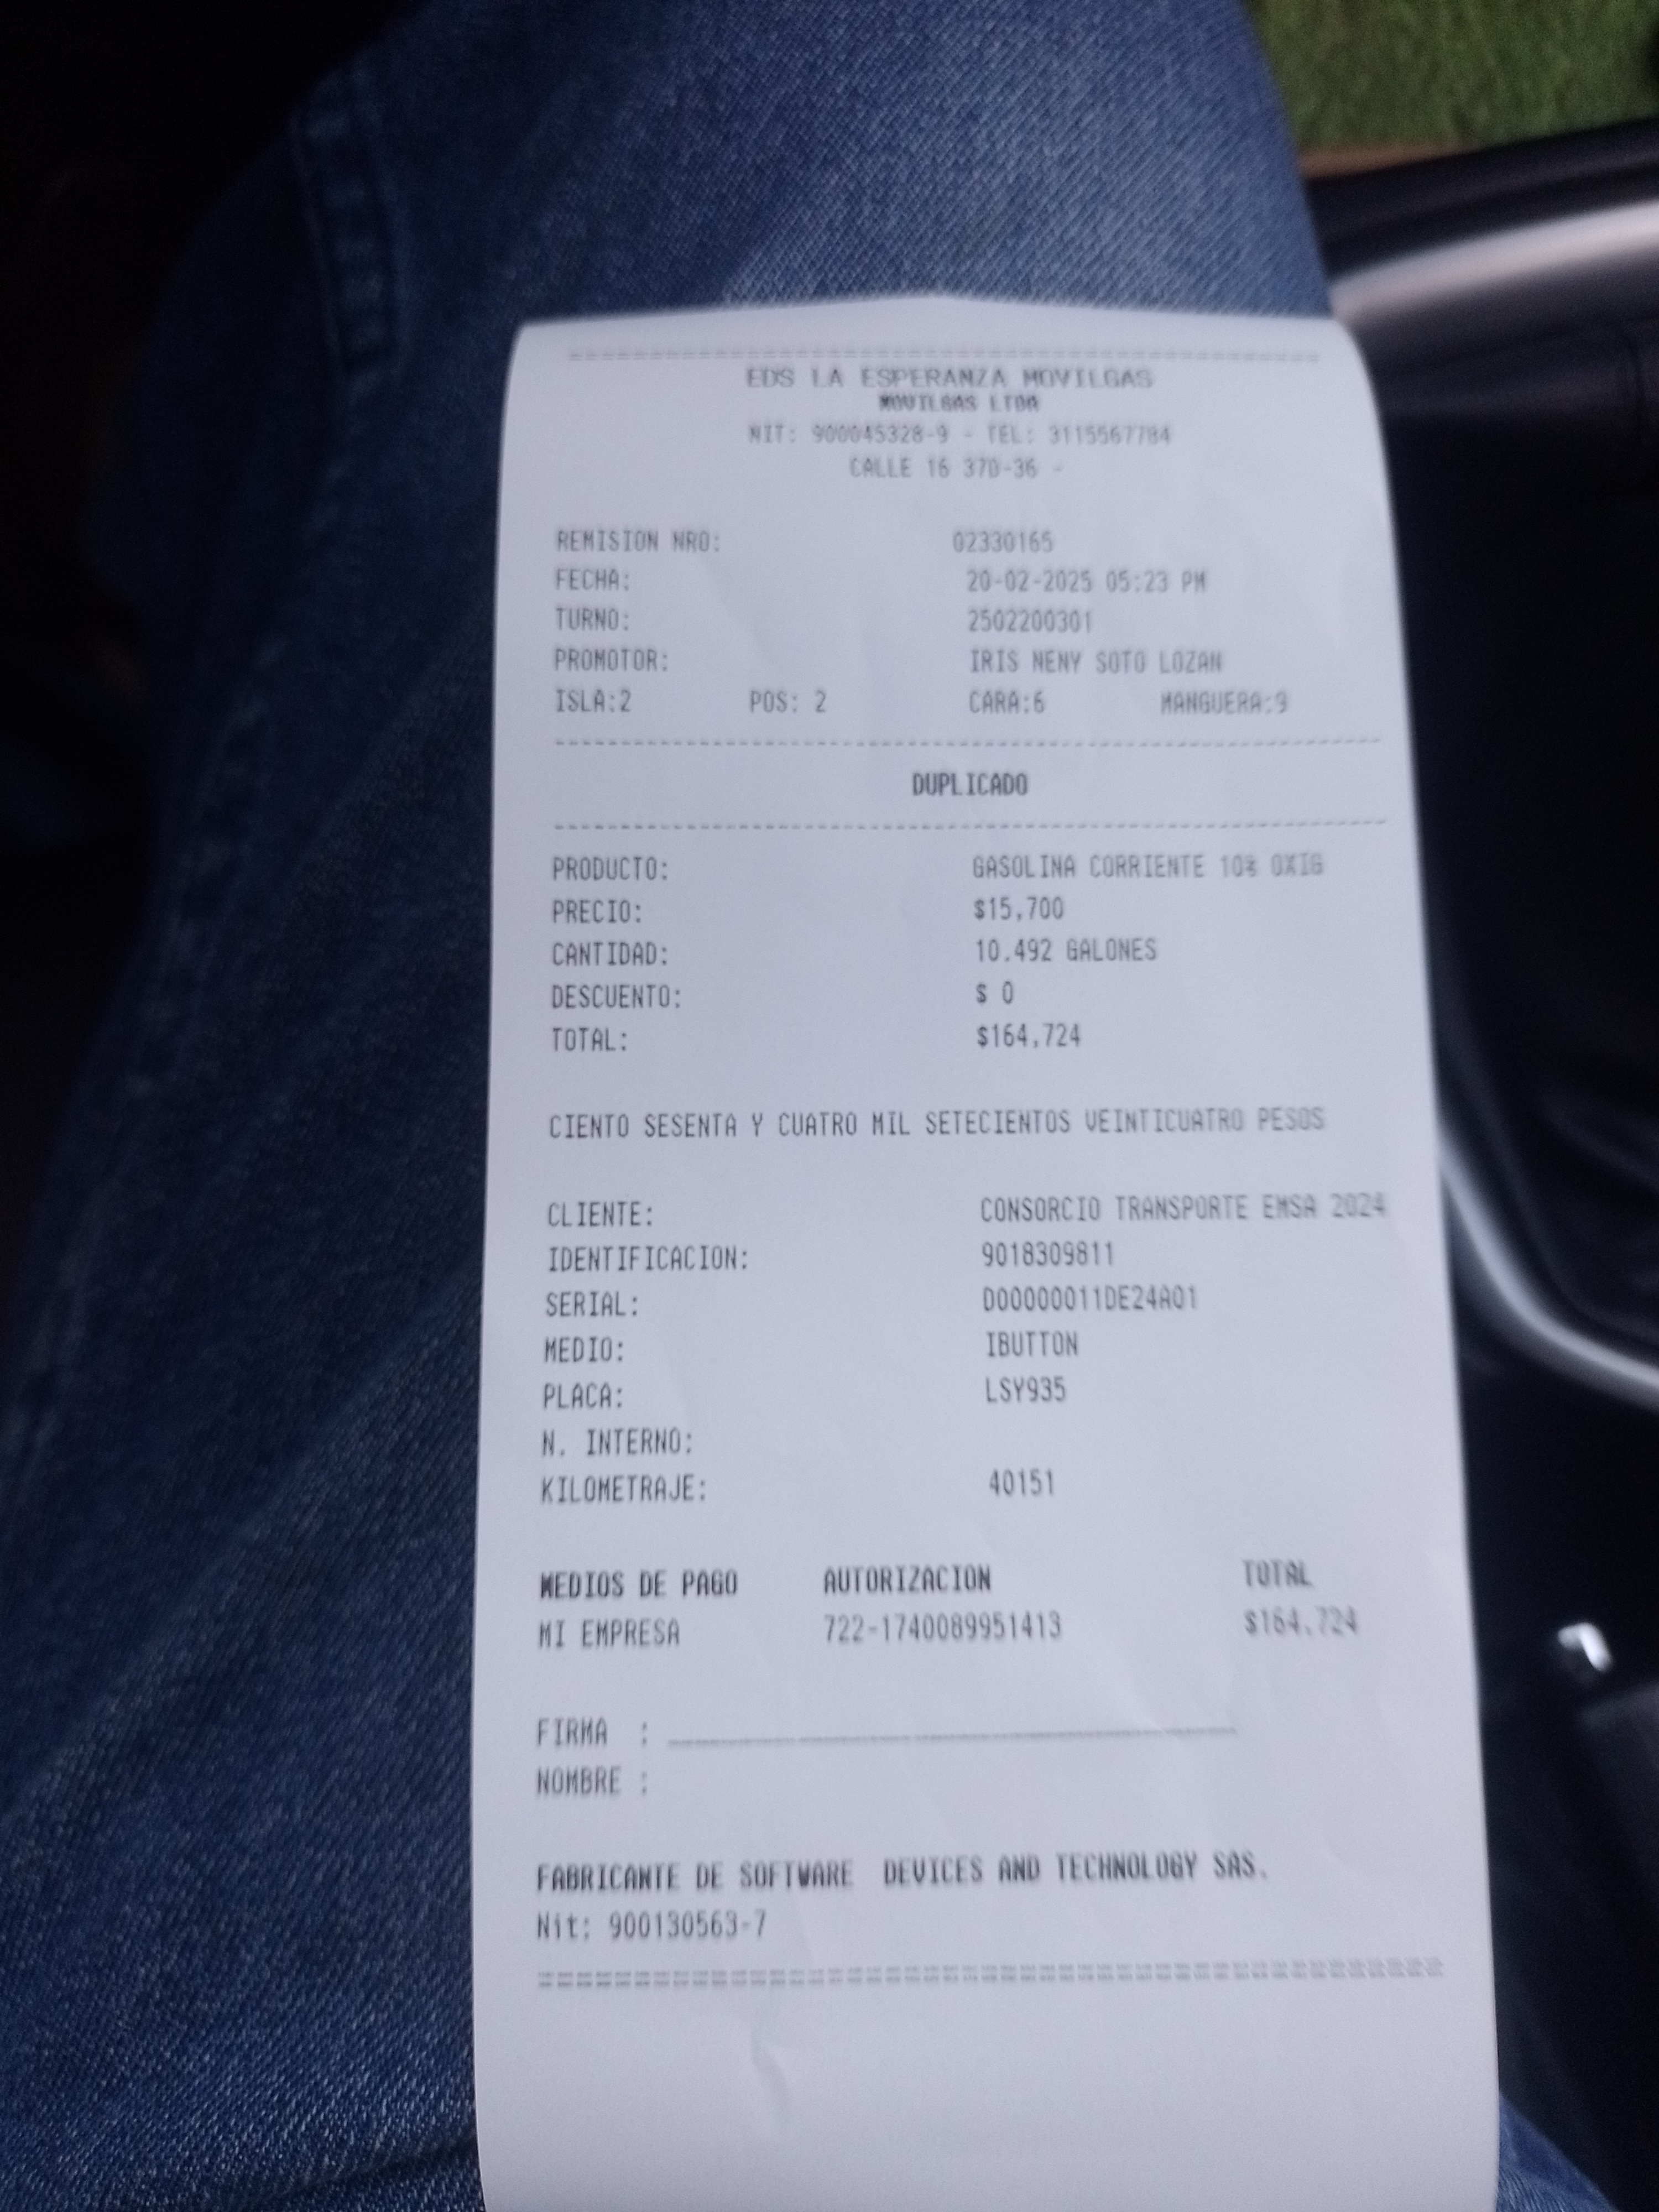 EDS LA ESPERANZA MOVILGAS
MOVILGAS LTDA
NIT: 900045328-9 - TEL: 3115567784
CALLE 16 37D-36 -
REMISION NRO: 02330165
FECHA: 20-02-2025 05:23 PM
TURNO: 2502200301
PROMOTOR: IRIS NENY SOTO LOZAN
ISLA:2 POS: 2 CARA:6 MANGUERA:9
DUPLICADO
PRODUCTO: GASOLINA CORRIENTE 10% OXIG
PRECIO: $15,700
CANTIDAD: 10.492 GALONES
DESCUENTO: $ 0
TOTAL: $164,724
CIENTO SESENTA Y CUATRO MIL SETECIENTOS VEINTICUATRO PESOS
CLIENTE: CONSORCIO TRANSPORTE EMSA 2024
IDENTIFICACION: 9018309811
SERIAL: D00000011DE24A01
MEDIO: IBUTTON
PLACA: LSY935
N. INTERNO:
KILOMETRAJE: 40151
MEDIOS DE PAGO AUTORIZACION TOTAL
MI EMPRESA 722-1740089951413 $164,724
FIRMA :
NOMBRE :
FABRICANTE DE SOFTWARE DEVICES AND TECHNOLOGY SAS.
Nit: 900130563-7